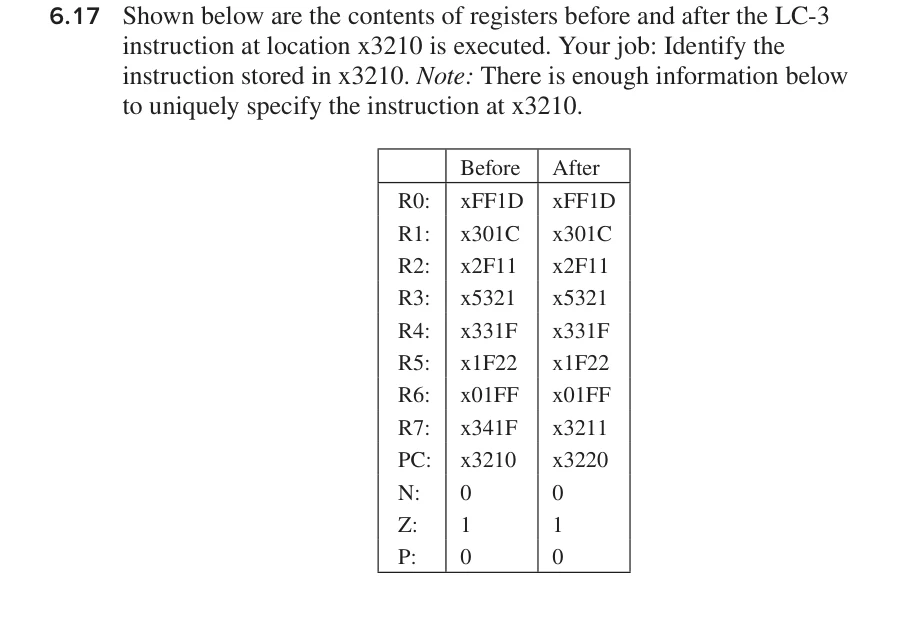 6.17 Shown below are the contents of registers before and after the LC-3
instruction at location x3210 is executed. Your job: Identify the
instruction stored in x3210. Note: There is enough information below
to uniquely specify the instruction at x3210.
Before After
R0: xFF1D xFF1D
R1: x301C x301C
R2: x2F11 x2F11
R3: x5321 x5321
R4: x331F x331F
R5: x1F22 x1F22
R6: x01FF x01FF
R7: x341F x3211
PC: x3210 x3220
N: 0 0
Z: 1 1
P: 0 0